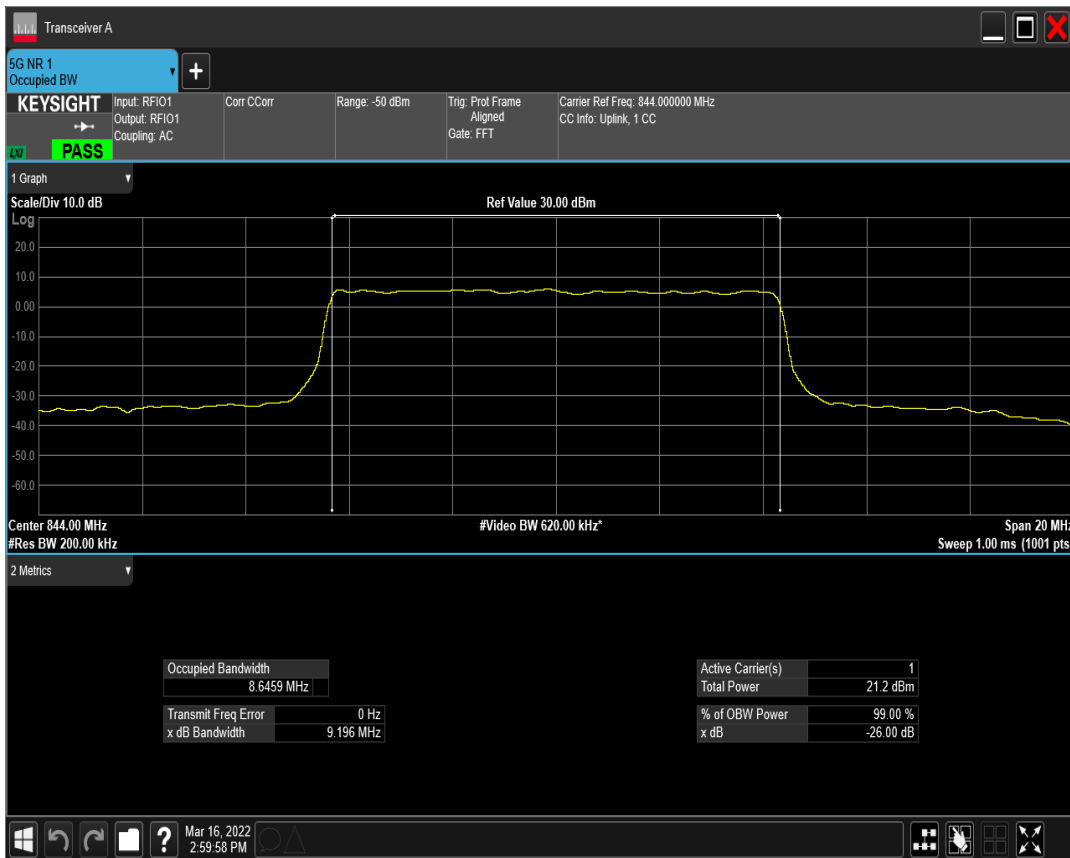 Transceiver A
5G NR 1
Occupied BW
+
KEYSIGHT
LXI
PASS
Input: RFIO1
Output: RFIO1
Coupling: AC
Corr CCorr
Range: -50 dBm
Trig: Prot Frame
Aligned
Gate: FFT
Carrier Ref Freq: 844.000000 MHz
CC Info: Uplink, 1 CC
1 Graph
Scale/Div 10.0 dB
Ref Value 30.00 dBm
Log
20.0
10.0
0.00
-10.0
-20.0
-30.0
-40.0
-50.0
-60.0
Center 844.00 MHz
#Video BW 620.00 kHz*
Span 20 MHz
#Res BW 200.00 kHz
Sweep 1.00 ms (1001 pts
2 Metrics
Occupied Bandwidth
8.6459 MHz
Transmit Freq Error 0 Hz
x dB Bandwidth 9.196 MHz
Active Carrier(s) 1
Total Power 21.2 dBm
% of OBW Power 99.00 %
x dB -26.00 dB
?
Mar 16, 2022
2:59:58 PM